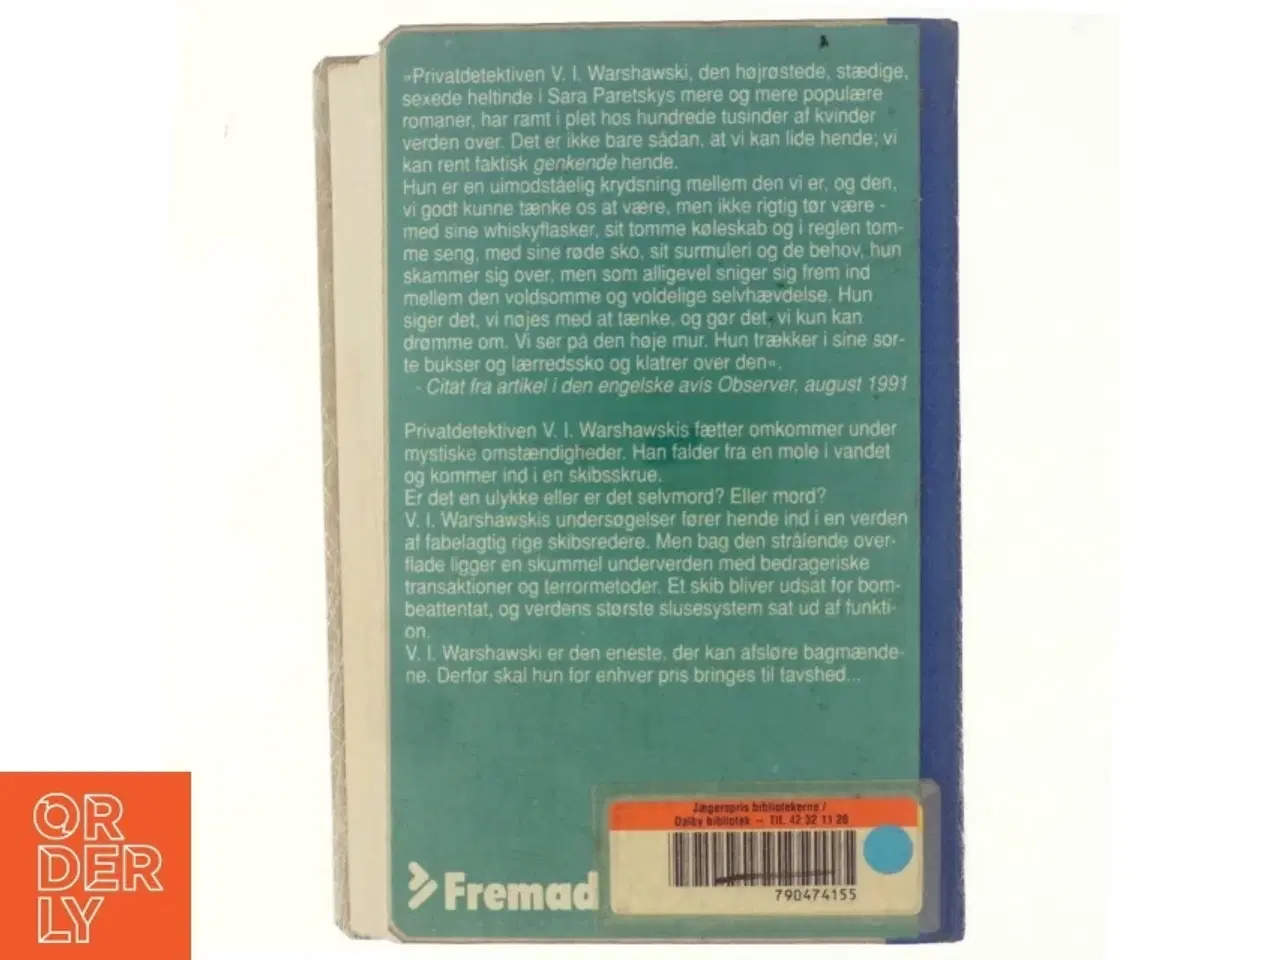 »Privatdetektiven V. I. Warshawski, den højrøstede, stædige,
sexede heltinde i Sara Paretskys mere og mere populære
romaner, har ramt i plet hos hundrede tusinder af kvinder
verden over. Det er ikke bare sådan, at vi kan lide hende; vi
kan rent faktisk genkende hende.
Hun er en uimodståelig krydsning mellem den vi er, og den,
vi godt kunne tænke os at være, men ikke rigtig tør være -
med sine whiskyflasker, sit tomme køleskab og i reglen tom-
me seng, med sine røde sko, sit surmuleri og de behov, hun
skammer sig over, men som alligevel sniger sig frem ind
mellem den voldsomme og voldelige selvhævdelse. Hun
siger det, vi nøjes med at tænke, og gør det, vi kun kan
drømme om. Vi ser på den høje mur. Hun trækker i sine sor-
te bukser og lærredssko og klatrer over den«.
- Citat fra artikel i den engelske avis Observer, august 1991
Privatdetektiven V. I. Warshawskis fætter omkommer under
mystiske omstændigheder. Han falder fra en mole i vandet
og kommer ind i en skibsskrue.
Er det en ulykke eller er det selvmord? Eller mord?
V. I. Warshawskis undersøgelser fører hende ind i en verden
af fabelagtig rige skibsredere. Men bag den strålende over-
flade ligger en skummel underverden med bedrageriske
transaktioner og terrormetoder. Et skib bliver udsat for bom-
beattentat, og verdens største slusesystem sat ud af funkti-
on.
V. I. Warshawski er den eneste, der kan afsløre bagmænde-
ne. Derfor skal hun for enhver pris bringes til tavshed...
Jægerspris bibliotekerne /
Dalby bibliotek — Tlf. 42 32 11 20
790474155
Fremad
OR
DER
LY